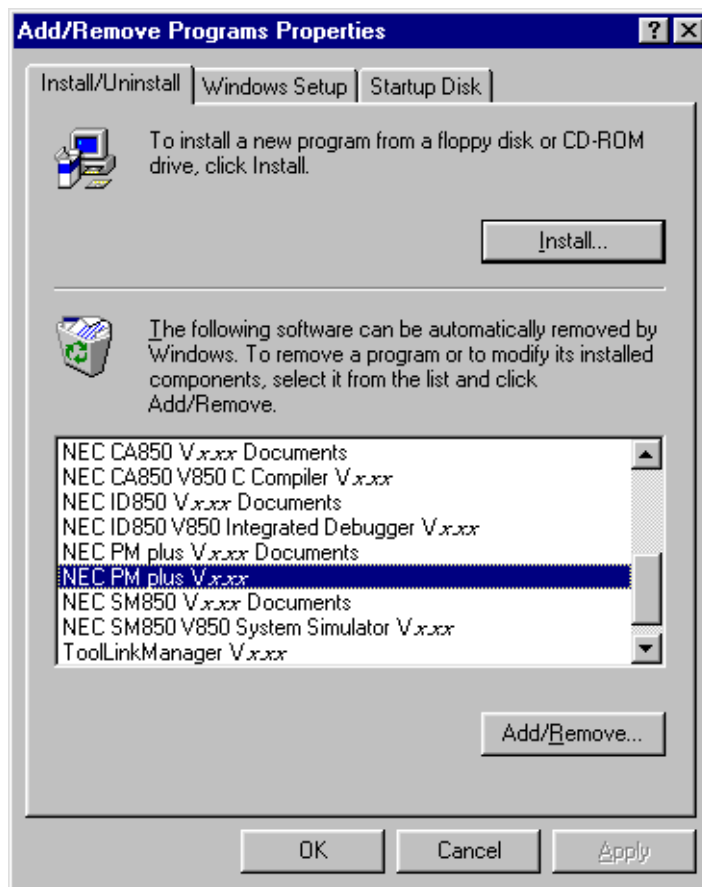 Add/Remove Programs Properties
Install/Uninstall
Windows Setup
Startup Disk
To install a new program from a floppy disk or CD-ROM
drive, click Install.
Install...
The following software can be automatically removed by
Windows. To remove a program or to modify its installed
components, select it from the list and click
Add/Remove.
NEC CA850 Vx.xx Documents
NEC CA850 V850 C Compiler Vx.xx
NEC ID850 Vx.xx Documents
NEC ID850 V850 Integrated Debugger Vx.xx
NEC PM plus Vx.xx Documents
NEC PM plus Vx.xx
NEC SM850 Vx.xx Documents
NEC SM850 V850 System Simulator Vx.xx
ToolLinkManager Vx.xx
Add/Remove...
OK
Cancel
Apply